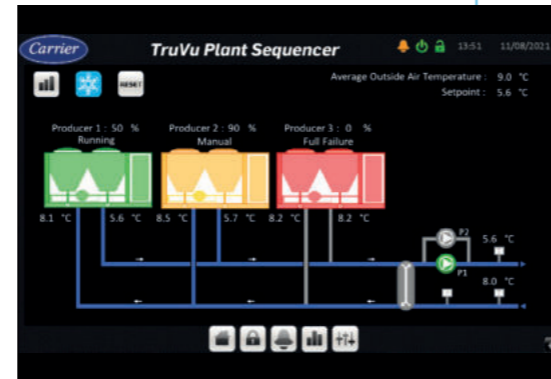 Carrier
TruVu Plant Sequencer
13:51 11/08/2021
RESET
Average Outside Air Temperature : 9.0 °C
Setpoint : 5.6 °C
Producer 1 : 50 % Producer 2 : 90 % Producer 3 : 0 %
Running Manual Full Failure
8.1 °C 5.6 °C 8.5 °C 5.7 °C 8.2 °C 8.2 °C
P2
5.6 °C
P1
8.0 °C